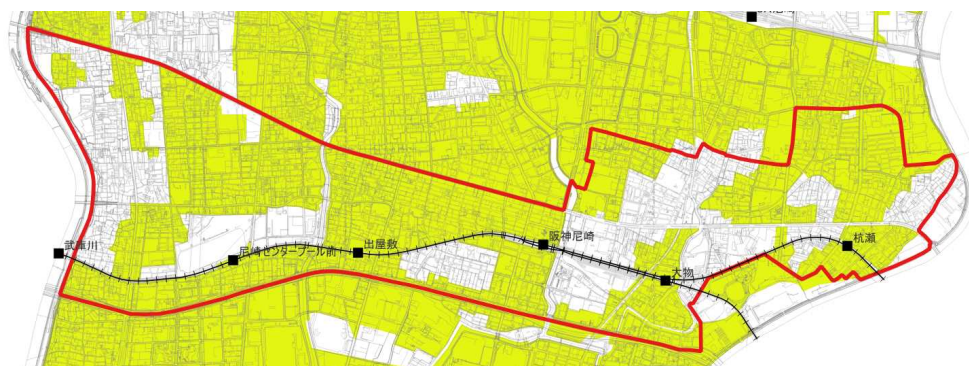 武庫川
尼崎センタープール前
出屋敷
阪神尼崎
大物
杭瀬